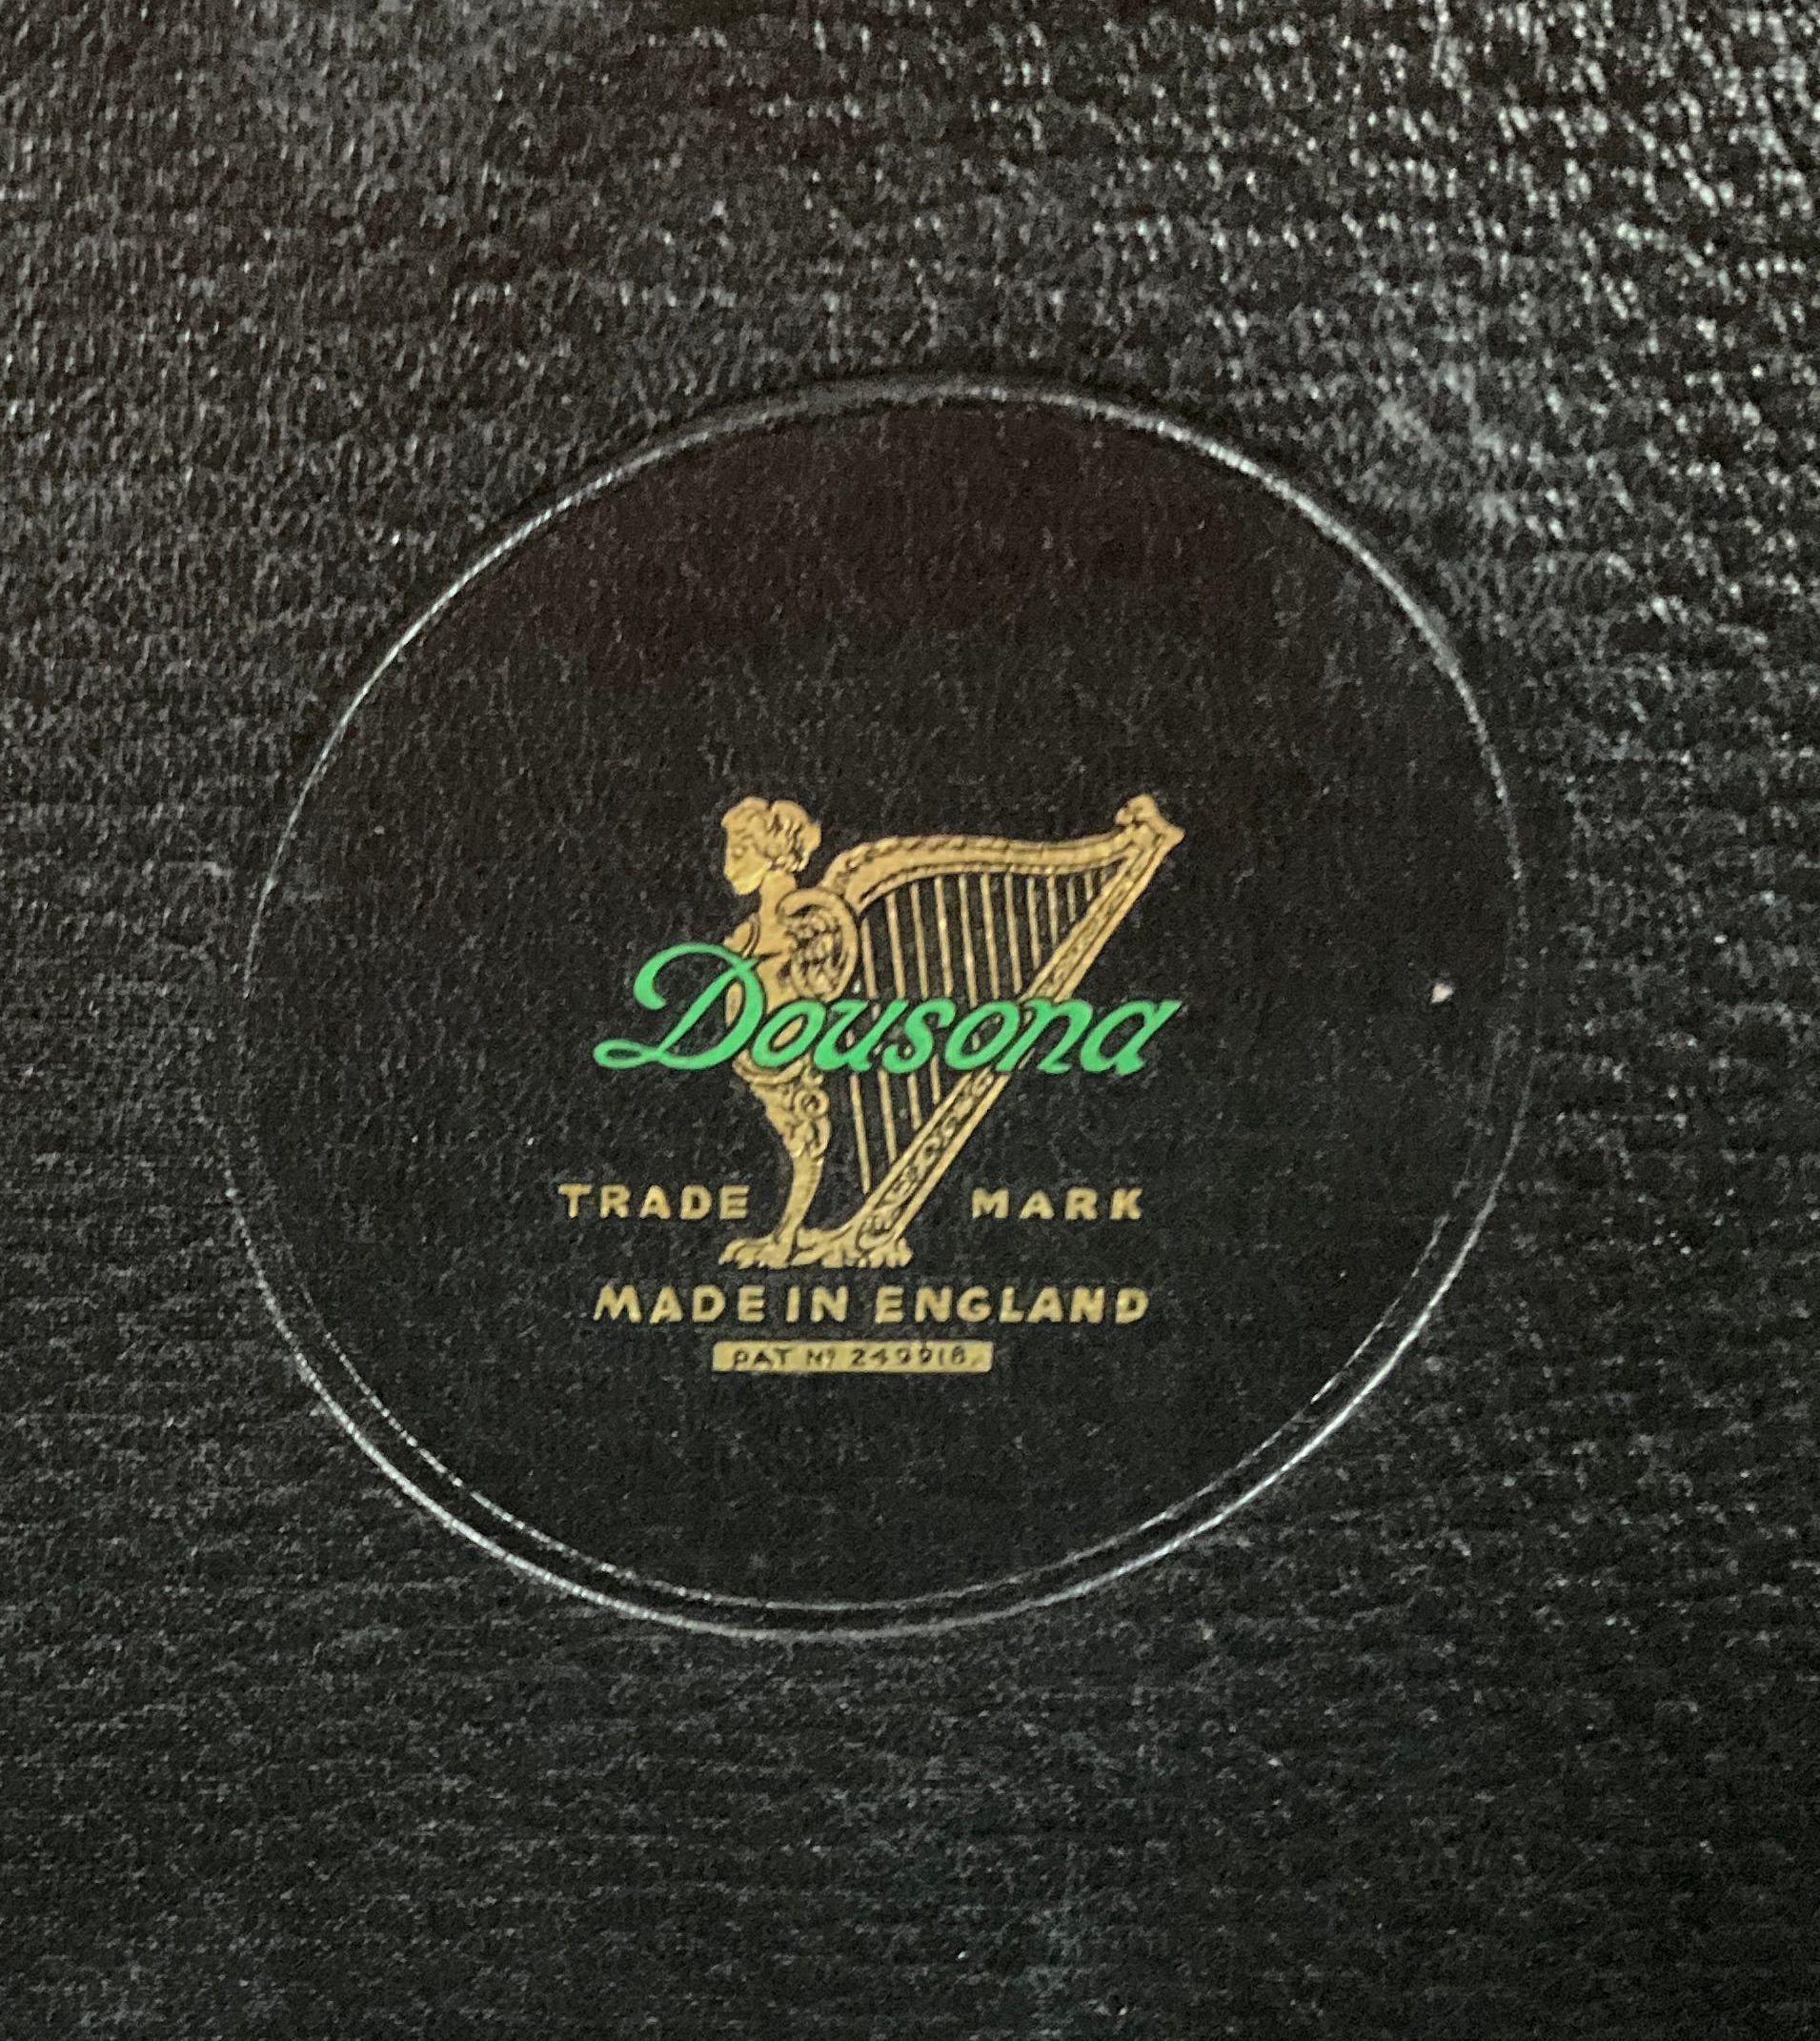 Dousona
TRADE MARK
MADE IN ENGLAND
PAT Nº 249918.